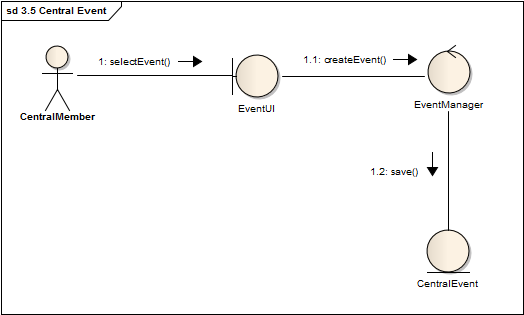 sd 3.5 Central Event
1: selectEvent()
1.1: createEvent()
CentralMember
EventUI
EventManager
1.2: save()
CentralEvent